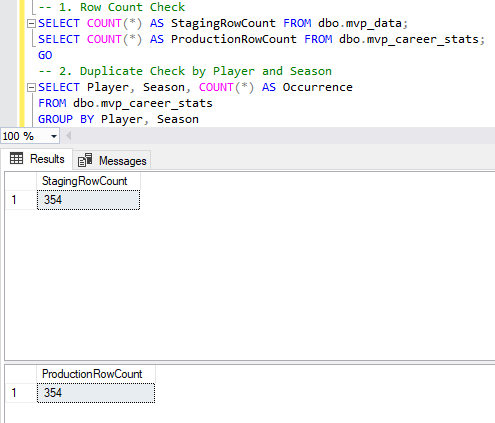 -- 1. Row Count Check
SELECT COUNT(*) AS StagingRowCount FROM dbo.mvp_data;
SELECT COUNT(*) AS ProductionRowCount FROM dbo.mvp_career_stats;
GO
-- 2. Duplicate Check by Player and Season
SELECT Player, Season, COUNT(*) AS Occurrence
FROM dbo.mvp_career_stats
GROUP BY Player, Season
100 %
Results Messages
StagingRowCount
1 354
ProductionRowCount
1 354